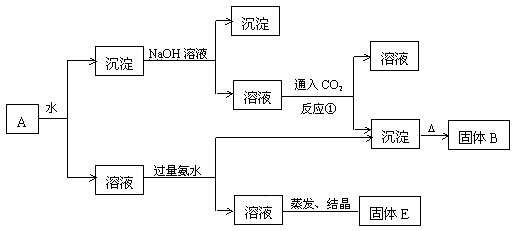 沉淀
NaOH 溶液
沉淀
溶液
通入 CO₂
反应①
溶液
沉淀
Δ
固体 B
A
水
溶液
过量氨水
溶液
蒸发、结晶
固体 E